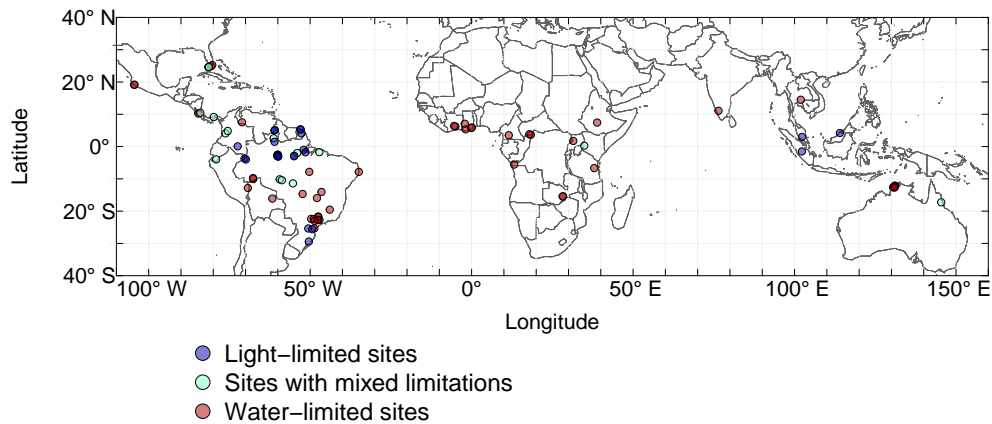 40° N
20° N
0°
20° S
40° S
Latitude
100° W
50° W
0°
50° E
100° E
150° E
Longitude
Light−limited sites
Sites with mixed limitations
Water−limited sites